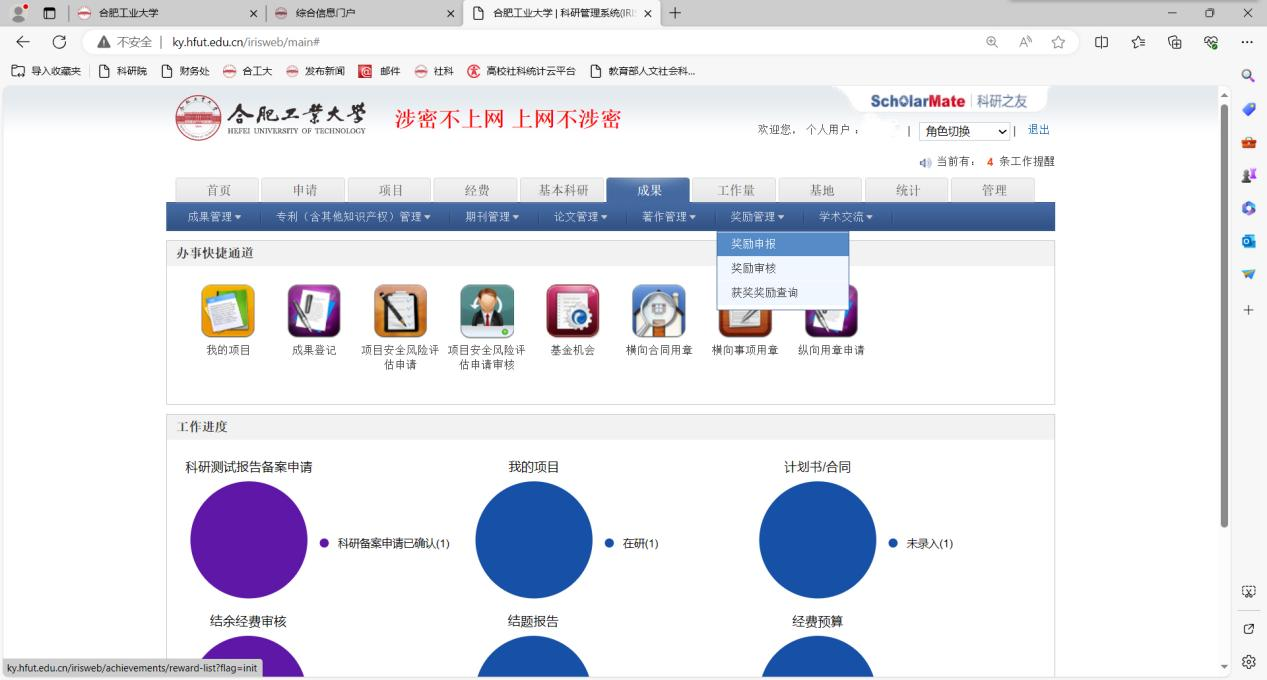 合肥工业大学
综合信息门户
合肥工业大学 | 科研管理系统(IRI
不安全 | ky.hfut.edu.cn/irisweb/main#
导入收藏夹 科研院 财务处 合工大 发布新闻 邮件 社科 高校社科统计云平台 教育部人文社会科...
合肥工業大學
HEFEI UNIVERSITY OF TECHNOLOGY
涉密不上网 上网不涉密
ScholarMate | 科研之友
欢迎您， 个人用户： | 角色切换 | 退出
当前有： 4 条工作提醒
首页 申请 项目 经费 基本科研 成果 工作量 基地 统计 管理
成果管理 专利（含其他知识产权）管理 期刊管理 论文管理 著作管理 奖励管理 学术交流
奖励申报
奖励审核
获奖奖励查询
办事快捷通道
我的项目 成果登记 项目安全风险评估申请 项目安全风险评估申请审核 基金机会 横向合同用章 横向事项用章 纵向用章申请
工作进度
科研测试报告备案申请 我的项目 计划书/合同
科研备案申请已确认(1) 在研(1) 未录入(1)
结余经费审核 结题报告 经费预算
ky.hfut.edu.cn/irisweb/achievements/reward-list?flag=init